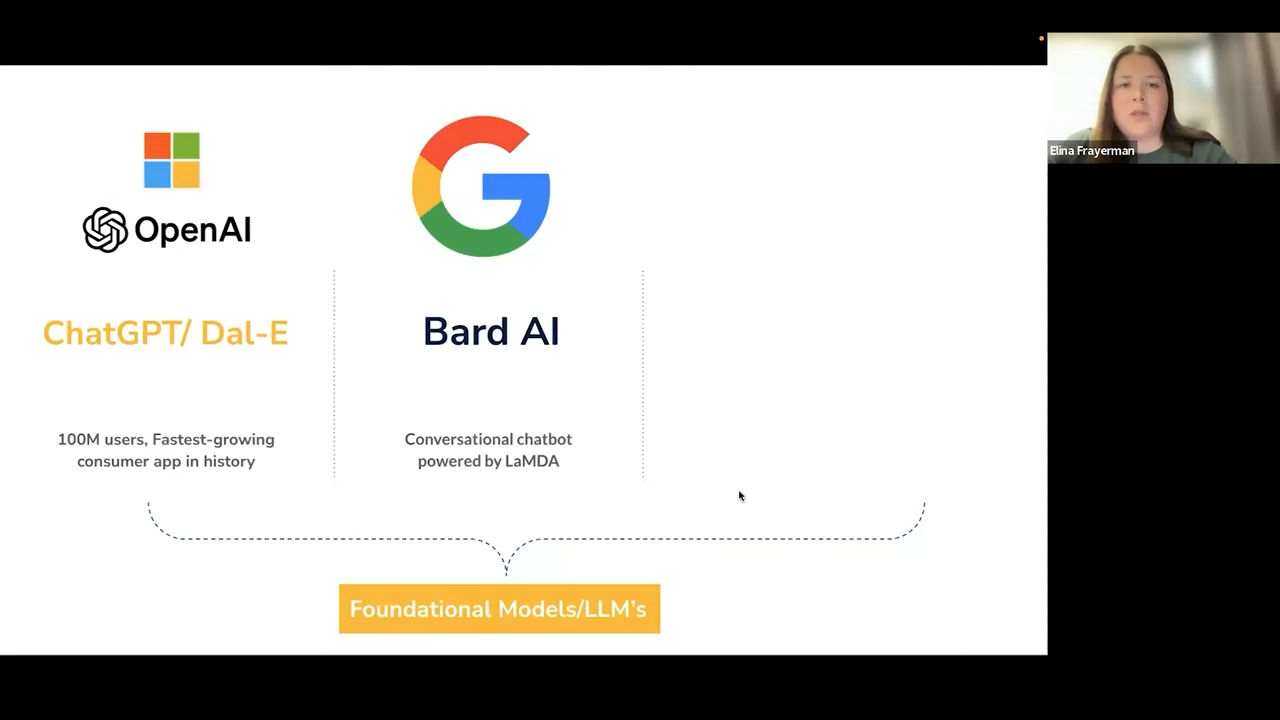 Elina Frayerman
OpenAI
ChatGPT/ Dal-E
Bard AI
100M users, Fastest-growing
consumer app in history
Conversational chatbot
powered by LaMDA
Foundational Models/LLM's